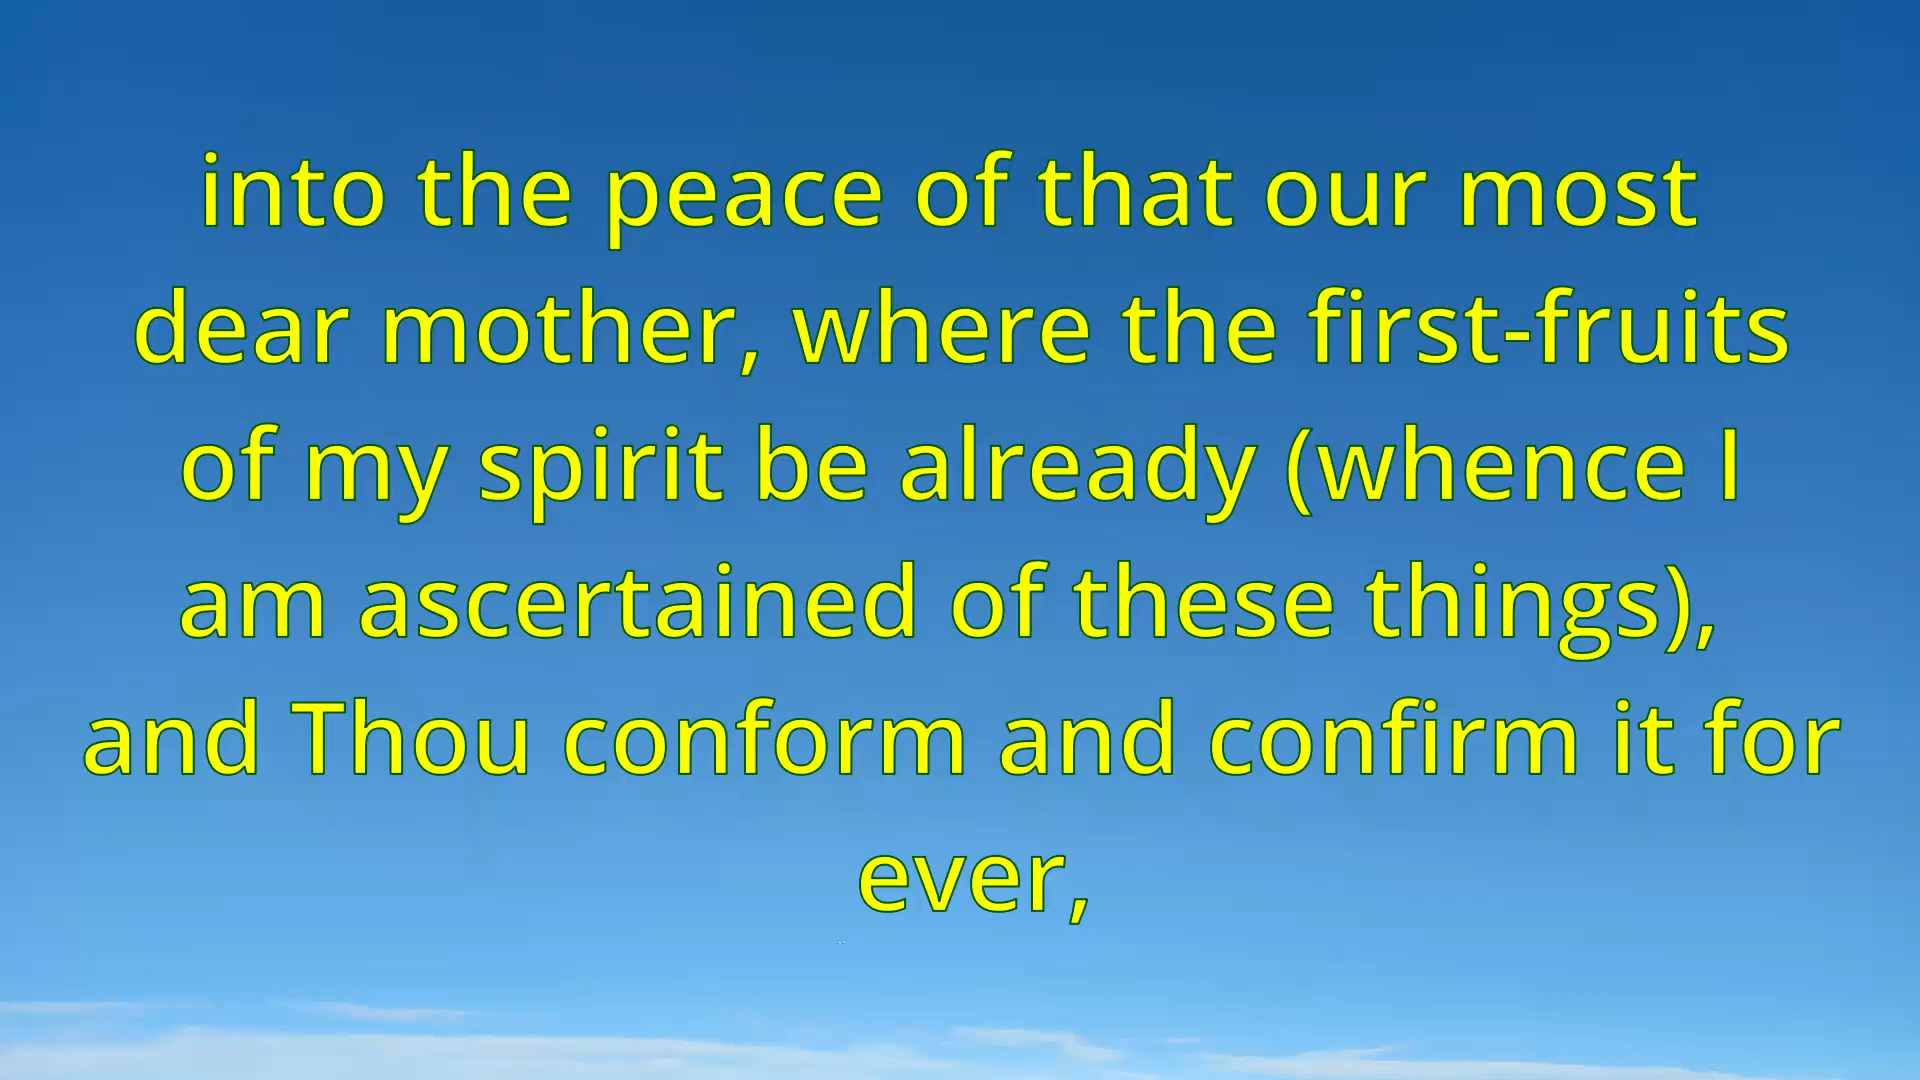 into the peace of that our most
dear mother, where the first-fruits
of my spirit be already (whence I
am ascertained of these things),
and Thou conform and confirm it for
ever,